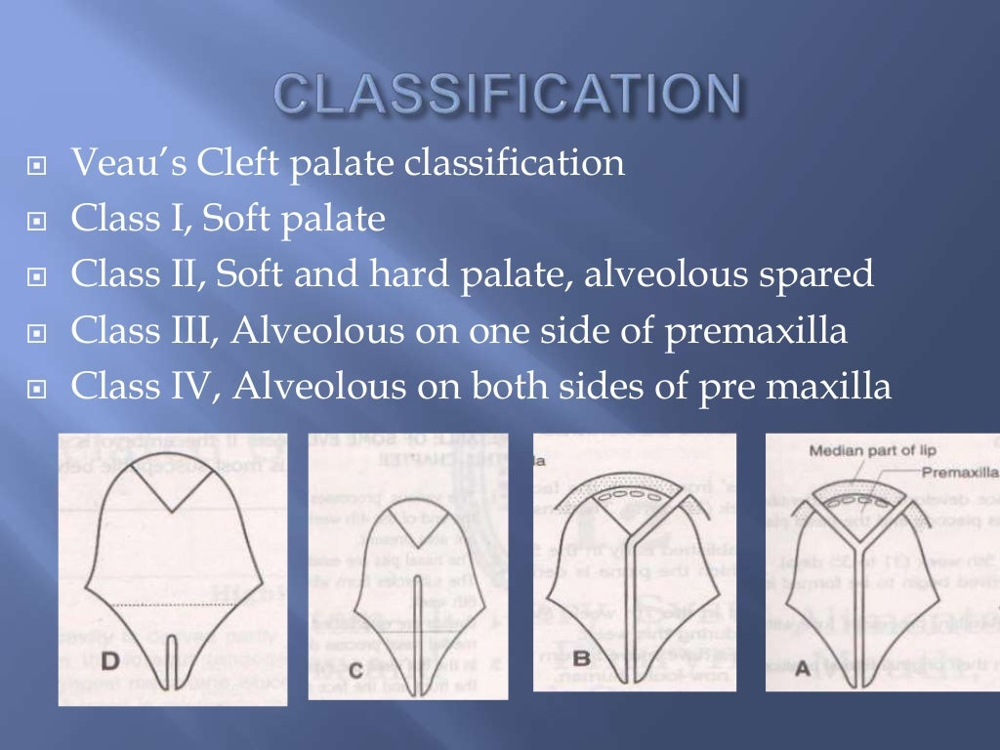 CLASSIFICATION
Veau’s Cleft palate classification
Class I, Soft palate
Class II, Soft and hard palate, alveolous spared
Class III, Alveolous on one side of premaxilla
Class IV, Alveolous on both sides of pre maxilla
Median part of lip
Premaxilla
la
D
C
B
A